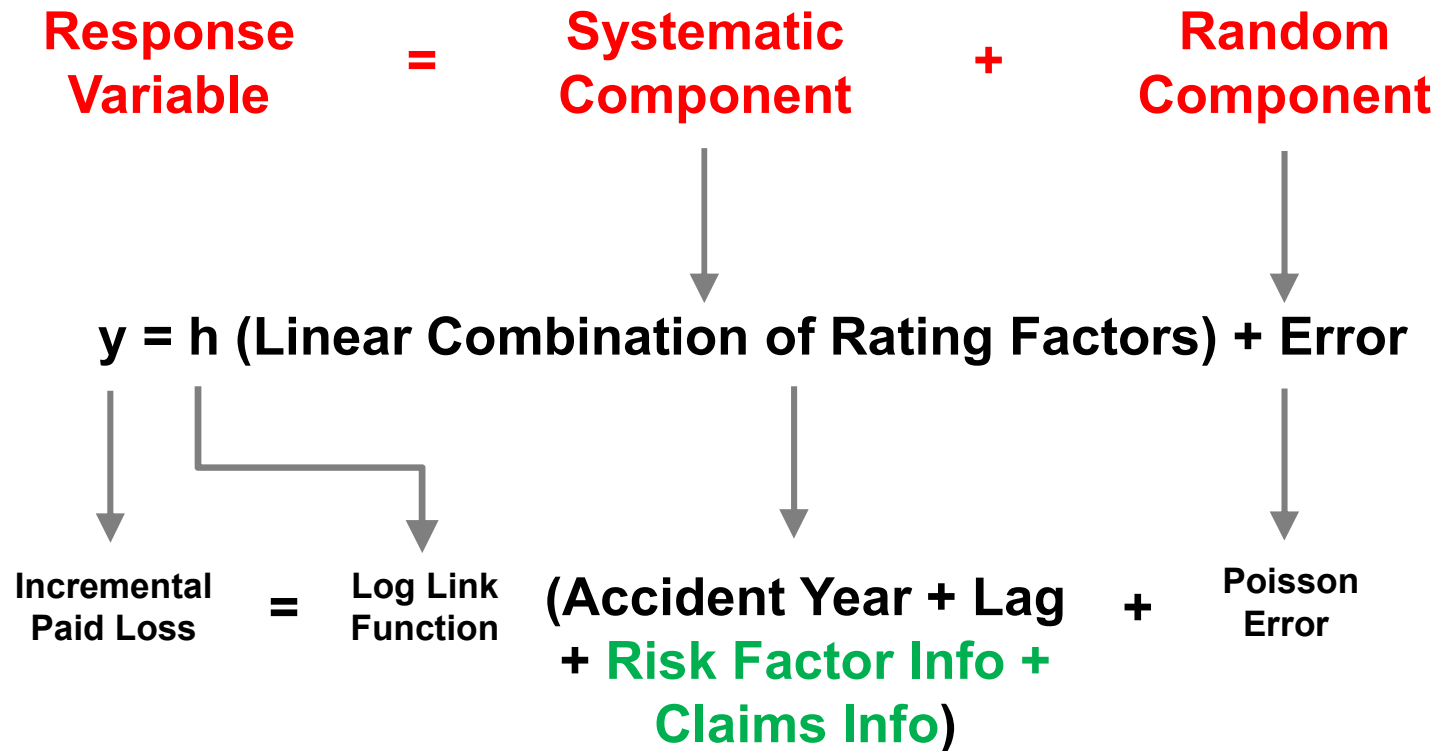 Response Variable = Systematic Component + Random Component
y = h (Linear Combination of Rating Factors) + Error
Incremental Paid Loss = Log Link Function (Accident Year + Lag + Risk Factor Info + Claims Info) + Poisson Error